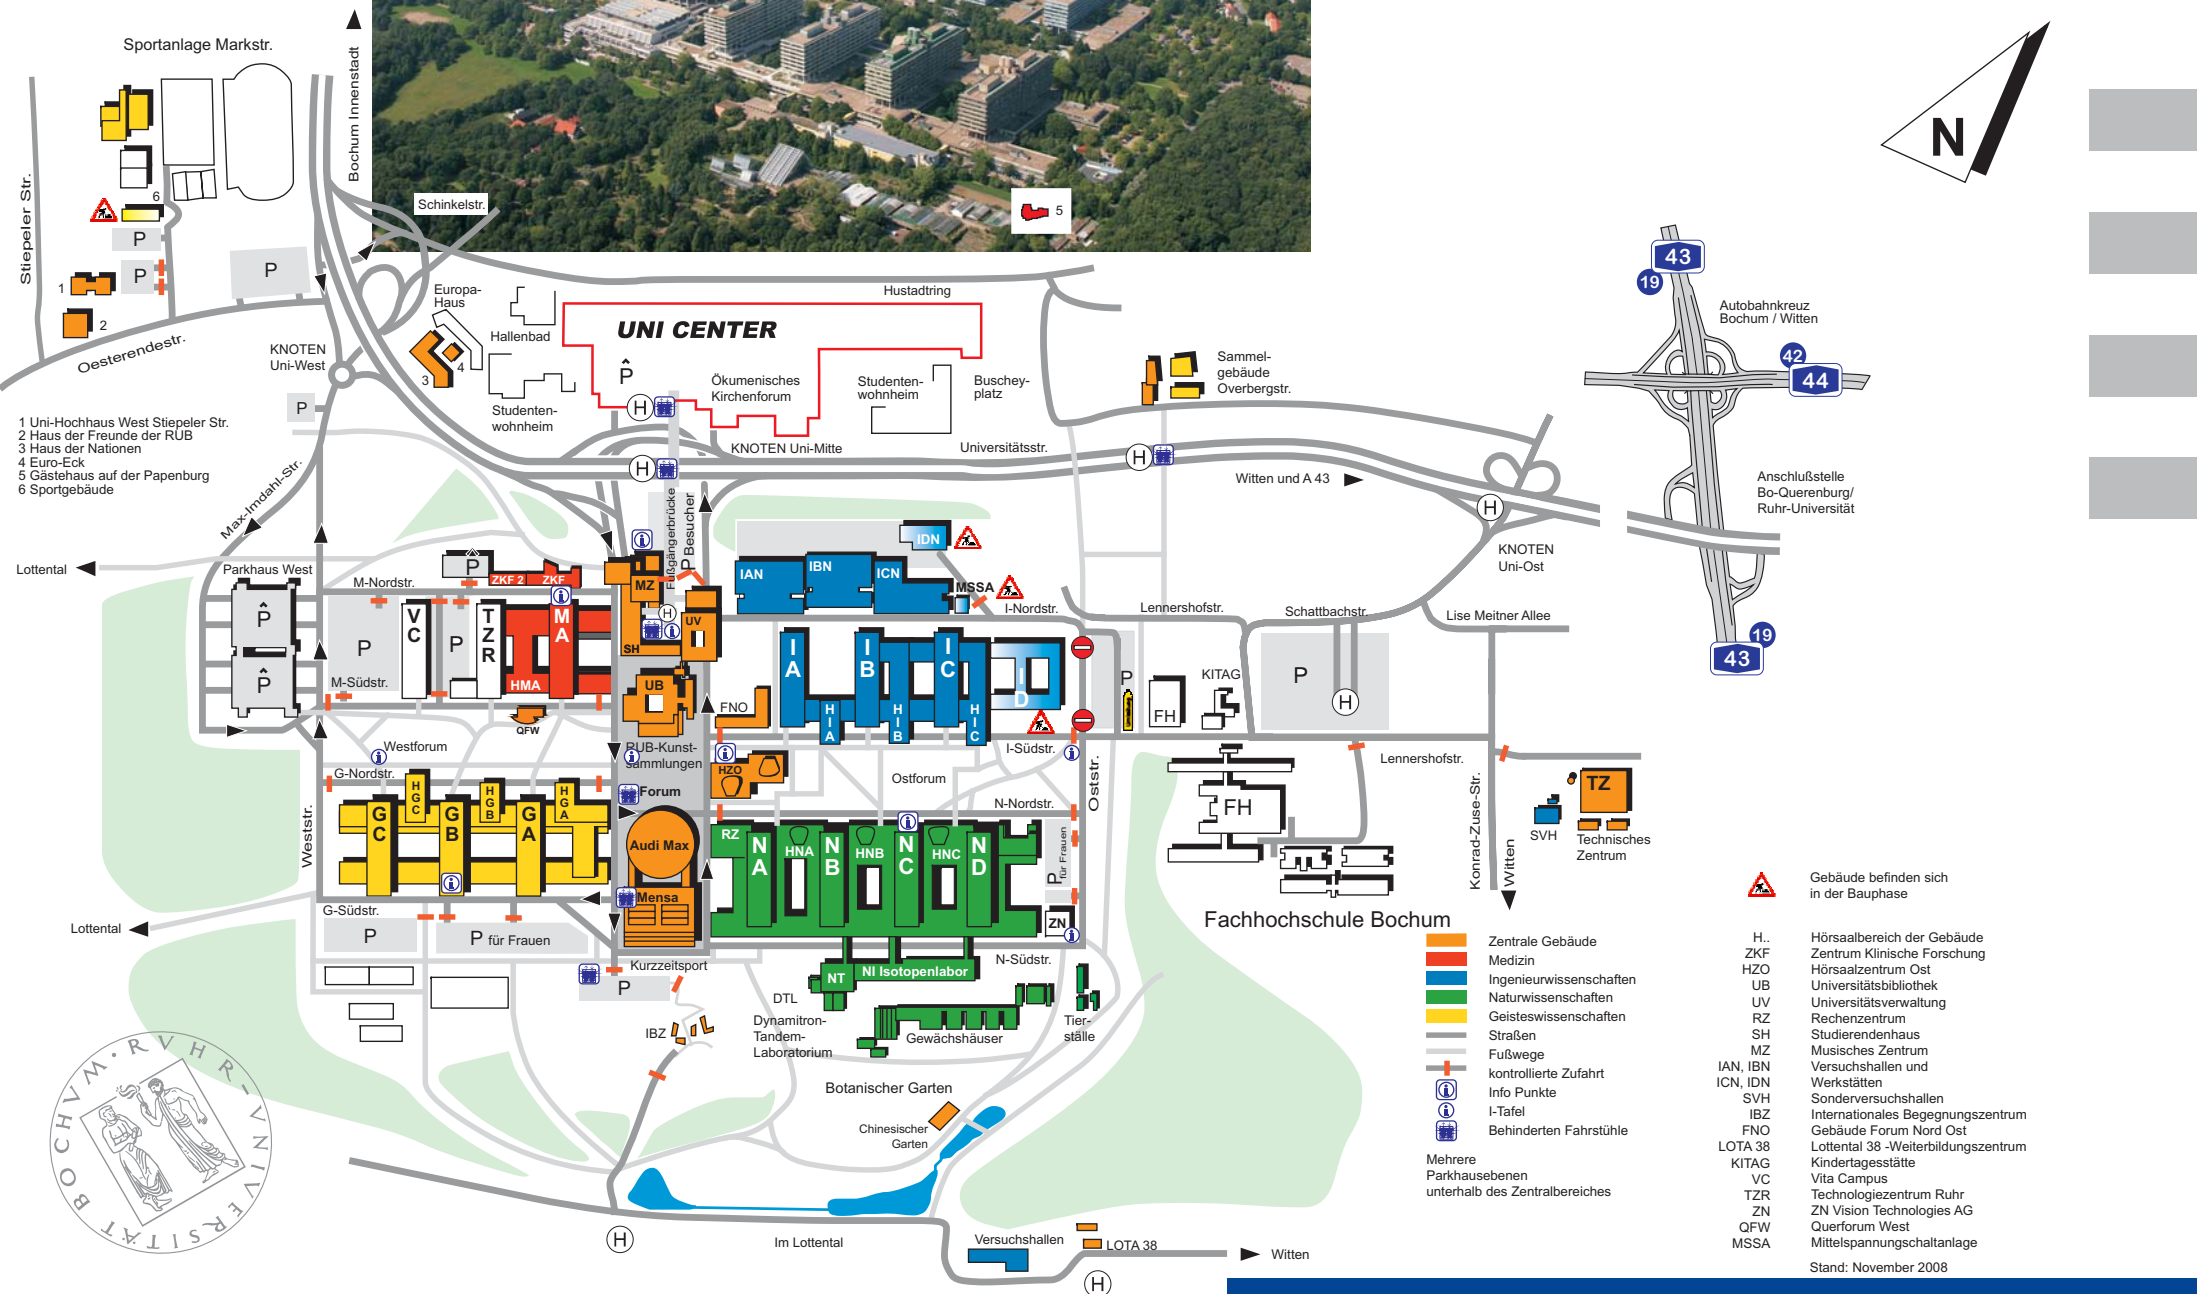 Sportanlage Markstr.
Bochum Innenstadt
Stiepeler Str.
Schinkelstr.
5
N
6
P
P
P
1
2
Oesterendestr.
KNOTEN
Uni-West
Europa-
Haus
Hallenbad
3
4
Studenten-
wohnheim
UNI CENTER
P
Hustadtring
Ökumenisches
Kirchenforum
Studenten-
wohnheim
Buschey-
platz
H
H
KNOTEN Uni-Mitte
Universitätsstr.
Sammel-
gebäude
Overbergstr.
H
Witten und A 43
H
KNOTEN
Uni-Ost
43
19
Autobahnkreuz
Bochum / Witten
42
44
Anschlußstelle
Bo-Querenburg/
Ruhr-Universität
19
43
1 Uni-Hochhaus West Stiepeler Str.
2 Haus der Freunde der RUB
3 Haus der Nationen
4 Euro-Eck
5 Gästehaus auf der Papenburg
6 Sportgebäude
P
Max-Imdahl-Str.
Lottental
Parkhaus West
P
P
M-Nordstr.
P
VC
P
TZR
P
ZKF 2
ZKF
MA
HMA
M-Südstr.
QFW
Fußgängerbrücke
P Besucher
MZ
H
UV
SH
UB
FNO
RUB-Kunst-
sammlungen
HZO
Forum
Audi Max
Mensa
IAN
IBN
ICN
IDN
MSSA
I-Nordstr.
IA
IB
IC
ID
HIA
HIB
HIC
I-Südstr.
Lennershofstr.
Schattbachstr.
Lise Meitner Allee
P
FH
KITAG
P
H
Westforum
G-Nordstr.
Weststr.
GC
HGC
GB
HGB
GA
HGA
G-Südstr.
Lottental
P
P für Frauen
Ostforum
N-Nordstr.
Oststr.
RZ
NA
HNA
NB
HNB
NC
HNC
ND
P für Frauen
ZN
N-Südstr.
NT
NI Isotopenlabor
Kurzzeitsport
P
IBZ
DTL
Dynamitron-
Tandem-
Laboratorium
Gewächshäuser
Tier-
ställe
Botanischer Garten
Chinesischer
Garten
FH
Fachhochschule Bochum
Lennershofstr.
Konrad-Zuse-Str.
Witten
SVH
TZ
Technisches
Zentrum
Im Lottental
H
Versuchshallen
LOTA 38
Witten
H
RVHR-VNIVERSITÄT BOCHVM
Zentrale Gebäude
Medizin
Ingenieurwissenschaften
Naturwissenschaften
Geisteswissenschaften
Straßen
Fußwege
kontrollierte Zufahrt
Info Punkte
I-Tafel
Behinderten Fahrstühle
Mehrere
Parkhausebenen
unterhalb des Zentralbereiches
Gebäude befinden sich
in der Bauphase
H.. Hörsaalbereich der Gebäude
ZKF Zentrum Klinische Forschung
HZO Hörsaalzentrum Ost
UB Universitätsbibliothek
UV Universitätsverwaltung
RZ Rechenzentrum
SH Studierendenhaus
MZ Musisches Zentrum
IAN, IBN Versuchshallen und
ICN, IDN Werkstätten
SVH Sonderversuchshallen
IBZ Internationales Begegnungszentrum
FNO Gebäude Forum Nord Ost
LOTA 38 Lottental 38 -Weiterbildungszentrum
KITAG Kindertagesstätte
VC Vita Campus
TZR Technologiezentrum Ruhr
ZN ZN Vision Technologies AG
QFW Querforum West
MSSA Mittelspannungschaltanlage
Stand: November 2008